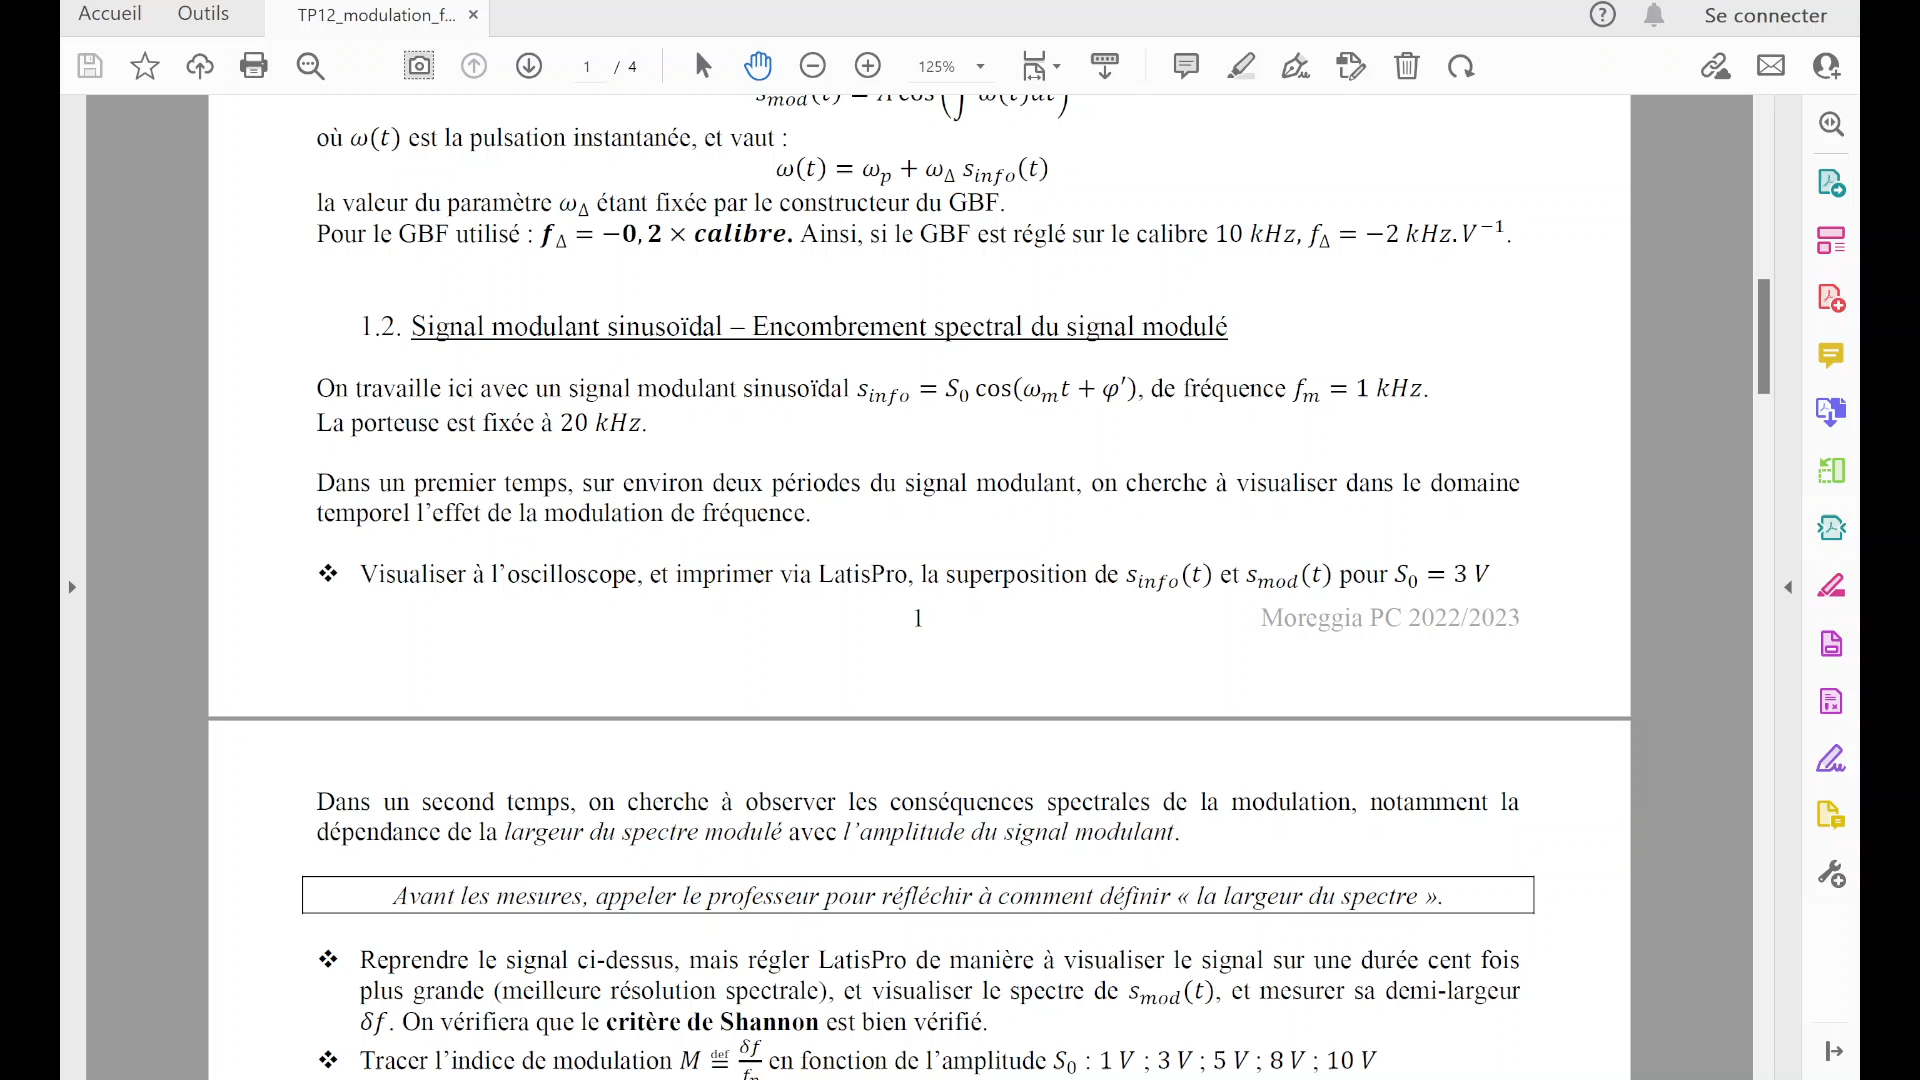 Accueil Outils TP12_modulation_f... × Se connecter
1 / 4 125%
s_mod(t) = A cos (∫ ω(t)dt)
où ω(t) est la pulsation instantanée, et vaut :
ω(t) = ω_p + ω_Δ s_info(t)
la valeur du paramètre ω_Δ étant fixée par le constructeur du GBF.
Pour le GBF utilisé : f_Δ = −0, 2 × calibre. Ainsi, si le GBF est réglé sur le calibre 10 kHz, f_Δ = −2 kHz.V⁻¹.
1.2. Signal modulant sinusoïdal – Encombrement spectral du signal modulé
On travaille ici avec un signal modulant sinusoïdal s_info = S₀ cos(ω_m t + φ′), de fréquence f_m = 1 kHz.
La porteuse est fixée à 20 kHz.
Dans un premier temps, sur environ deux périodes du signal modulant, on cherche à visualiser dans le domaine
temporel l’effet de la modulation de fréquence.
❖ Visualiser à l’oscilloscope, et imprimer via LatisPro, la superposition de s_info(t) et s_mod(t) pour S₀ = 3 V
1 Moreggia PC 2022/2023
Dans un second temps, on cherche à observer les conséquences spectrales de la modulation, notamment la
dépendance de la largeur du spectre modulé avec l’amplitude du signal modulant.
Avant les mesures, appeler le professeur pour réfléchir à comment définir « la largeur du spectre ».
❖ Reprendre le signal ci-dessus, mais régler LatisPro de manière à visualiser le signal sur une durée cent fois
plus grande (meilleure résolution spectrale), et visualiser le spectre de s_mod(t), et mesurer sa demi-largeur
δf. On vérifiera que le critère de Shannon est bien vérifié.
❖ Tracer l’indice de modulation M ≝ δf/f en fonction de l’amplitude S₀ : 1 V ; 3 V ; 5 V ; 8 V ; 10 V